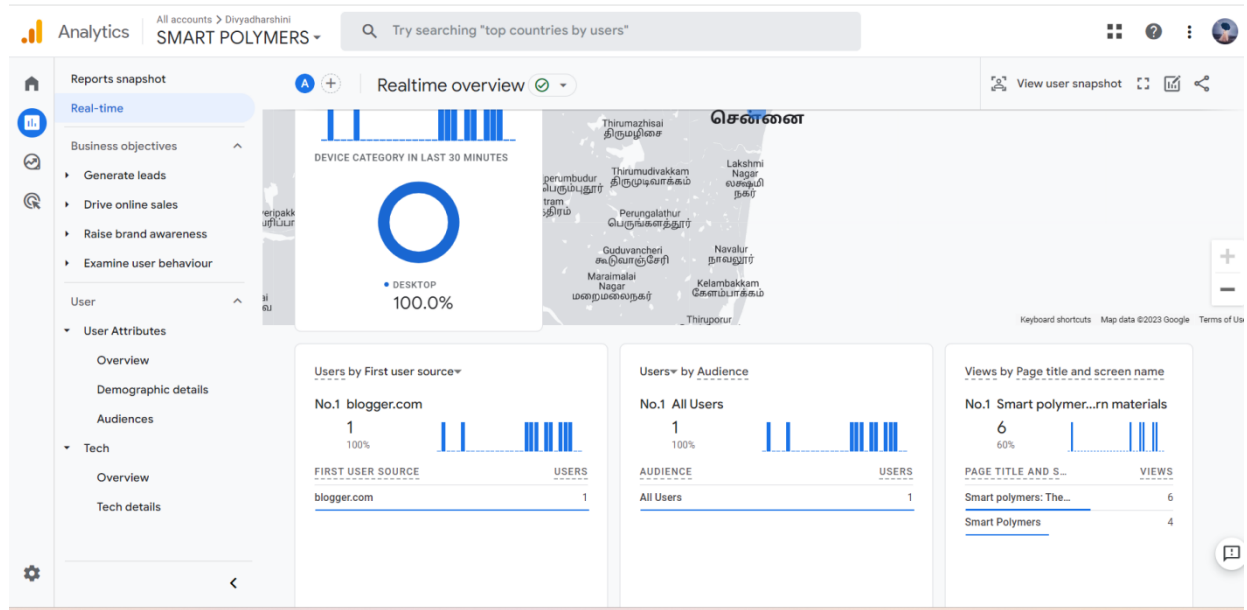 All accounts > Divyadharshini
Analytics
SMART POLYMERS
Try searching "top countries by users"
Reports snapshot
Real-time
Business objectives
Generate leads
Drive online sales
Raise brand awareness
Examine user behaviour
User
User Attributes
Overview
Demographic details
Audiences
Tech
Overview
Tech details
A
Realtime overview
View user snapshot
DEVICE CATEGORY IN LAST 30 MINUTES
DESKTOP
100.0%
சென்னை
Thirumazhisai
திருமழிசை
Lakshmi
Nagar
லக்ஷ்மி
நகர்
perumbudur
பெரும்புதூர்
Thirumudivakkam
திருமுடிவாக்கம்
Perungalathur
பெருங்களத்தூர்
Guduvancheri
கூடுவாஞ்சேரி
Navalur
நாவலூர்
Maraimalai
Nagar
மறைமலைநகர்
Kelambakkam
கேளம்பாக்கம்
Thiruporur
Keyboard shortcuts
Map data ©2023 Google
Terms of Us
Users by First user source
No.1 blogger.com
1
100%
FIRST USER SOURCE USERS
blogger.com 1
Users by Audience
No.1 All Users
1
100%
AUDIENCE USERS
All Users 1
Views by Page title and screen name
No.1 Smart polymer...rn materials
6
60%
PAGE TITLE AND S... VIEWS
Smart polymers: The... 6
Smart Polymers 4